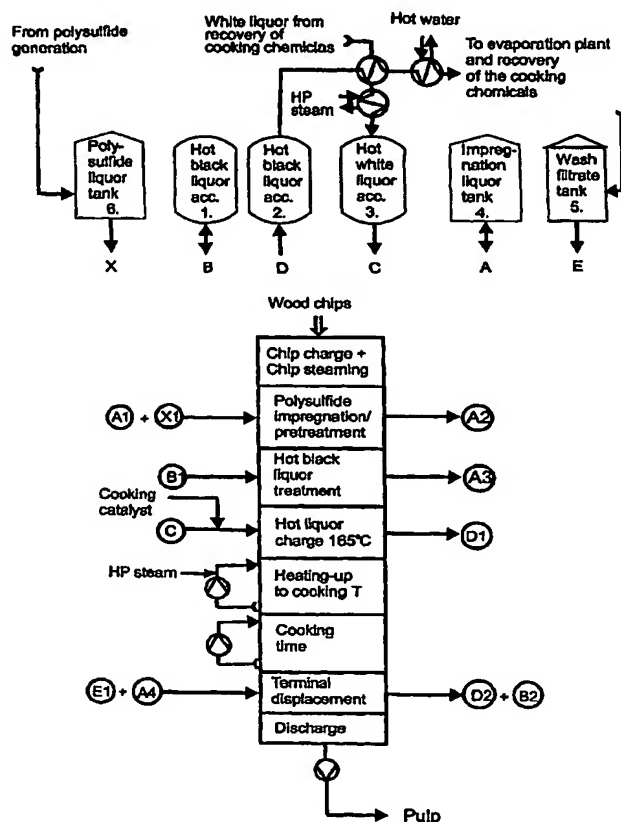 From polysulfide
generation
White liquor from
recovery of
cooking chemiclas
Hot water
To evaporation plant
and recovery
of the cooking
chemicals
HP
steam
Poly-
sulfide
liquor
tank
6.
Hot
black
liquor
acc.
1.
Hot
black
liquor
acc.
2.
Hot
white
liquor
acc.
3.
Impreg-
nation
liquor
tank
4.
Wash
filtrate
tank
5.
X
B
D
C
A
E
Wood chips
Chip charge +
Chip steaming
A1 + X1
Polysulfide
impregnation/
pretreatment
A2
B1
Hot black
liquor
treatment
A3
Cooking
catalyst
C
Hot liquor
charge 165°C
D1
HP steam
Heating-up
to cooking T
Cooking
time
E1 + A4
Terminal
displacement
D2 + B2
Discharge
Pulp